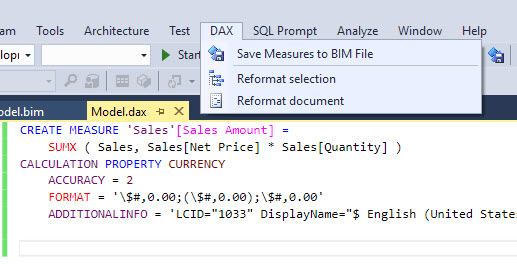 am Tools Architecture Test DAX SQL Prompt Analyze Window Help
Start
Save Measures to BIM File
Reformat selection
Reformat document
odel.bim Model.dax
CREATE MEASURE 'Sales'[Sales Amount] =
SUMX ( Sales, Sales[Net Price] * Sales[Quantity] )
CALCULATION PROPERTY CURRENCY
ACCURACY = 2
FORMAT = '\$#,0.00;(\$#,0.00);\$#,0.00'
ADDITIONALINFO = 'LCID="1033" DisplayName="$ English (United State